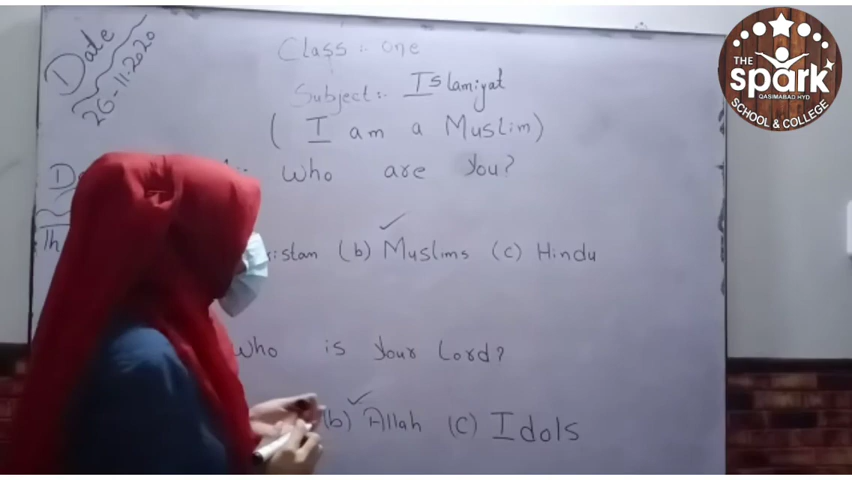 Date
26-11-2020
Class :- one
Subject:- Islamiyat
(I am a Muslim)
Who are You?
(b) Muslims (c) Hindu
Who is your Lord?
(b) Allah (c) Idols
THE
spark
QASIMABAD HYD
SCHOOL & COLLEGE